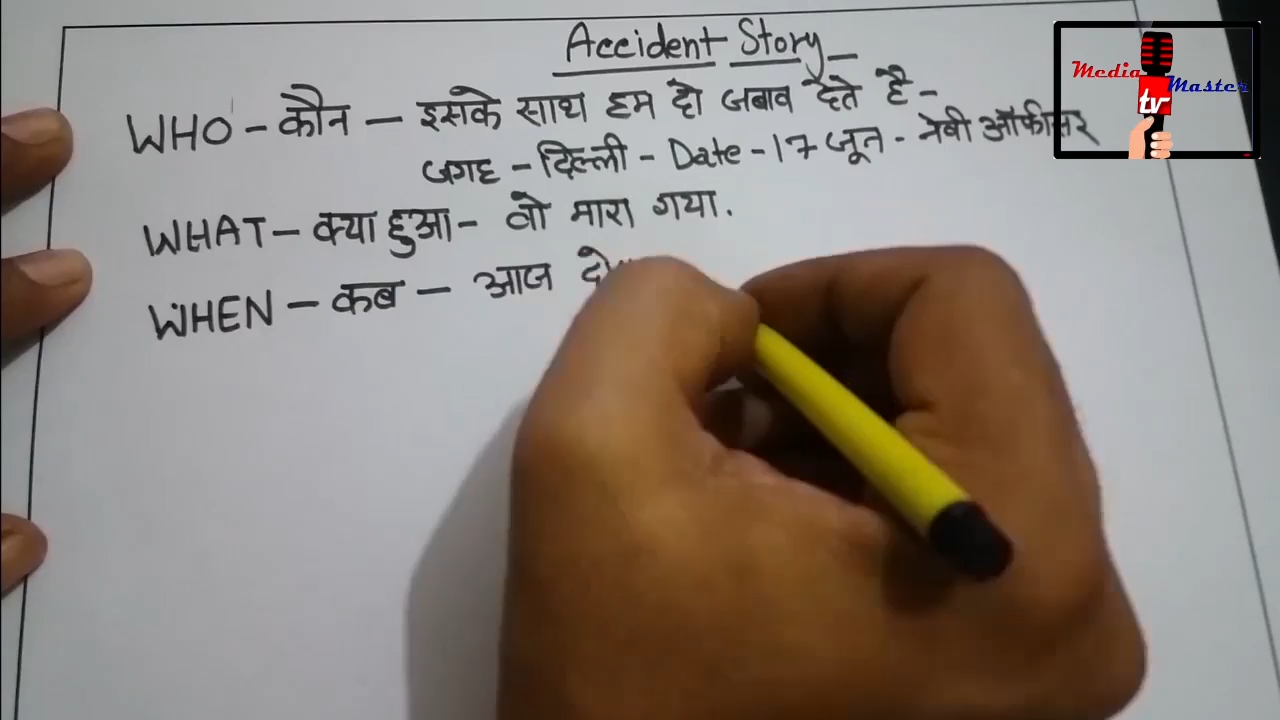 Accident Story
WHO - कौन - इसके साथ हम दो जबाव देते है -
जगह - दिल्ली - Date - 17 जून - नेवी ऑफीसर
WHAT - क्या हुआ - वो मारा गया.
WHEN - कब - आज
Media
Master
tv